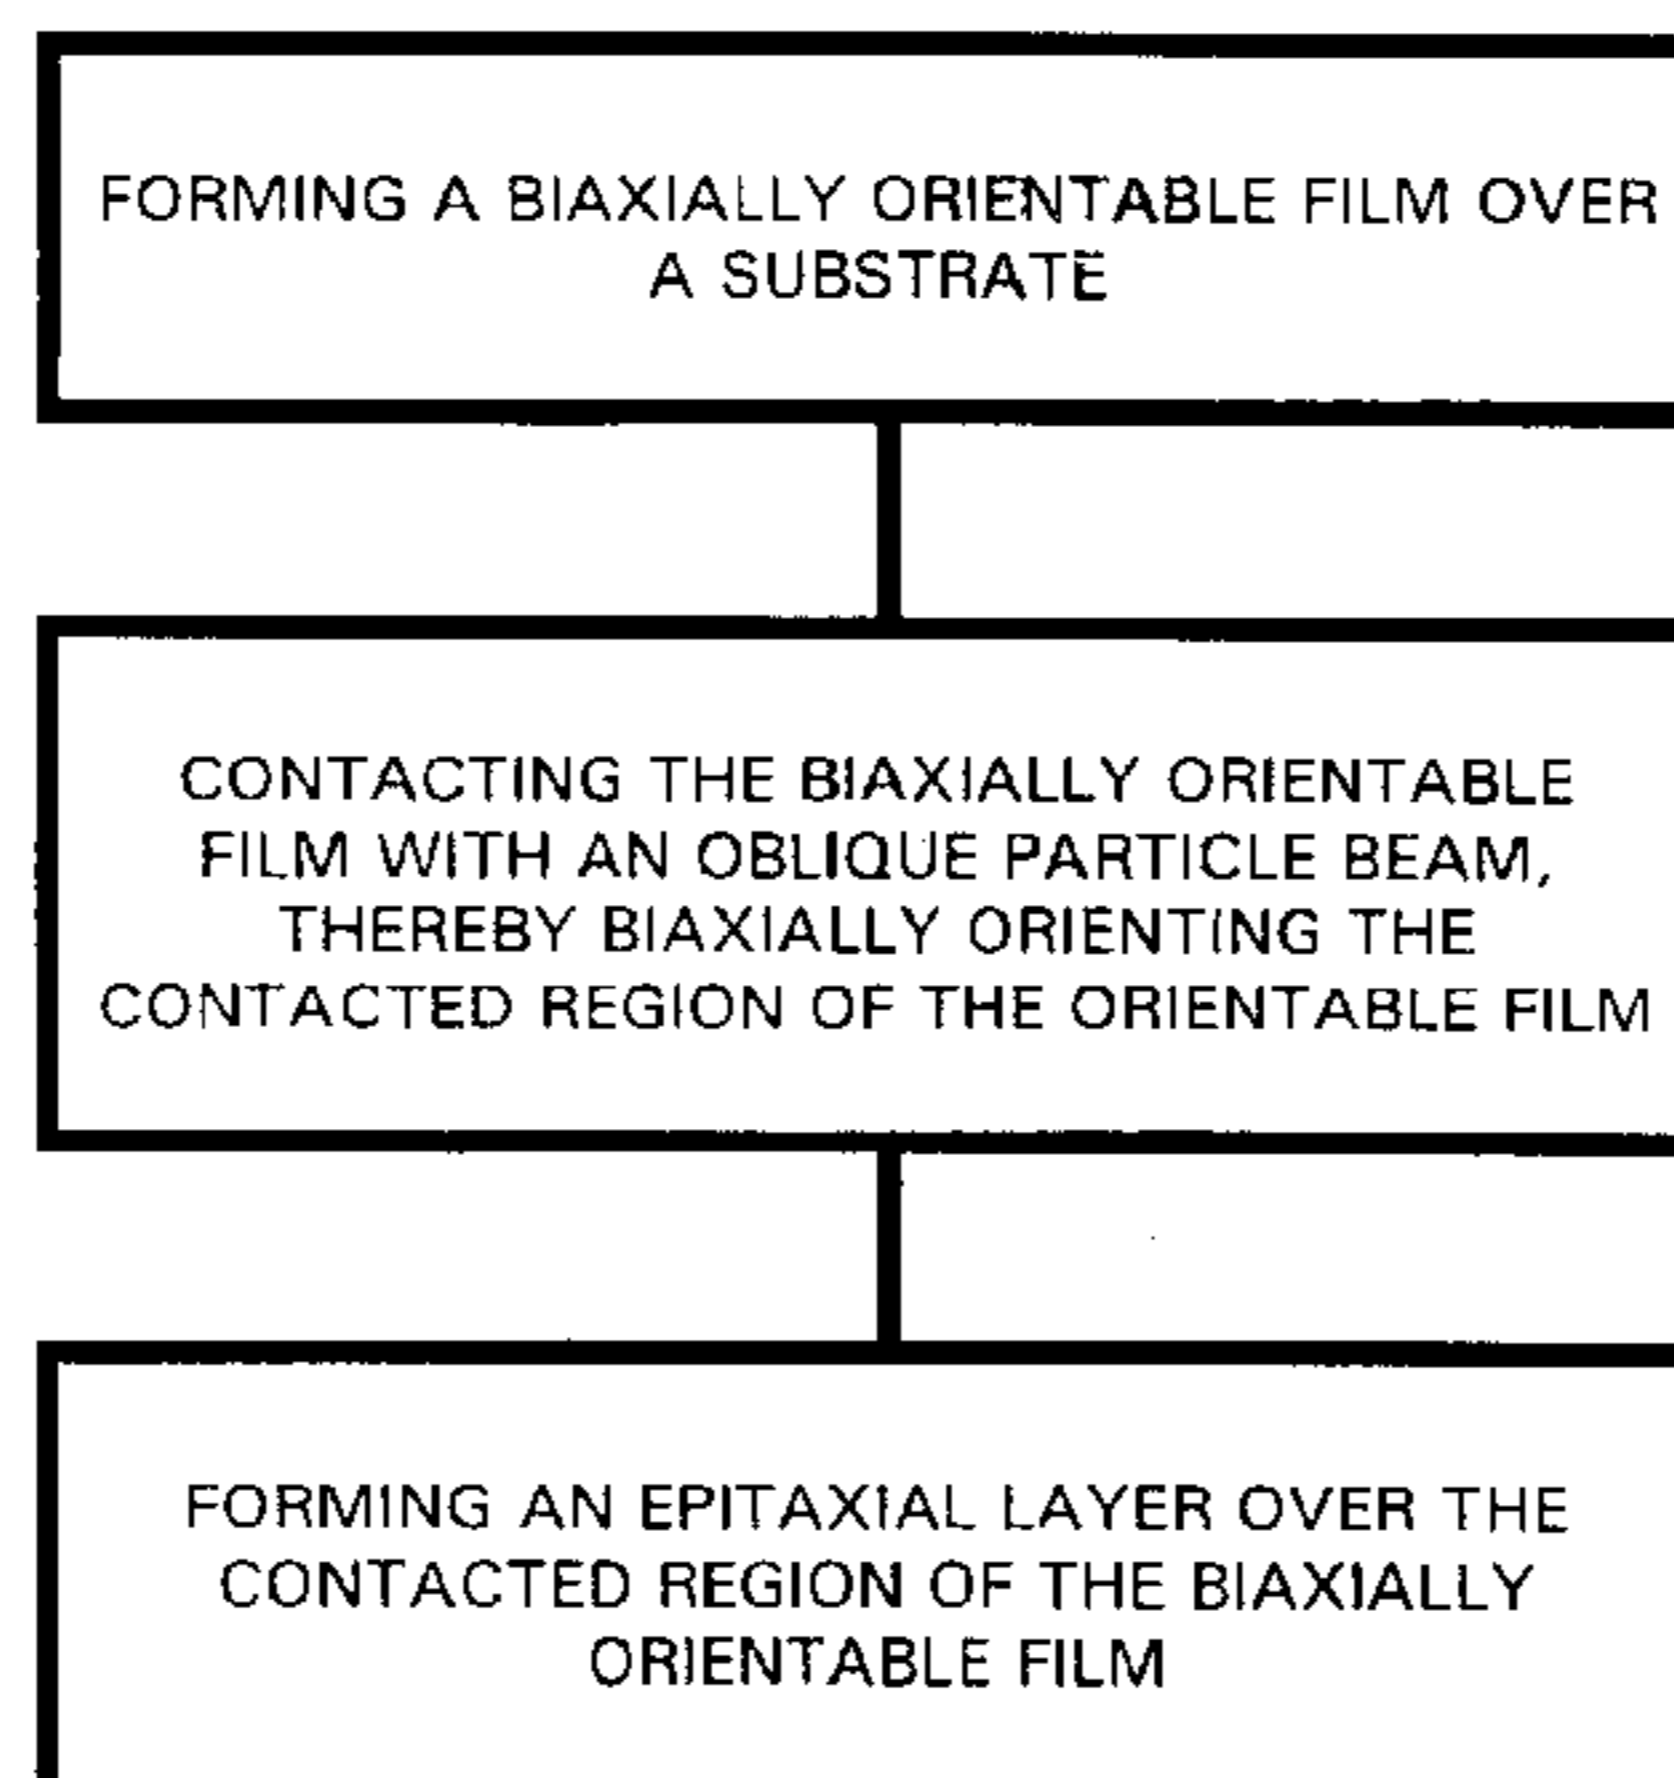 FORMING A BIAXIALLY ORIENTABLE FILM OVER
A SUBSTRATE
CONTACTING THE BIAXIALLY ORIENTABLE
FILM WITH AN OBLIQUE PARTICLE BEAM,
THEREBY BIAXIALLY ORIENTING THE
CONTACTED REGION OF THE ORIENTABLE FILM
FORMING AN EPITAXIAL LAYER OVER THE
CONTACTED REGION OF THE BIAXIALLY
ORIENTABLE FILM